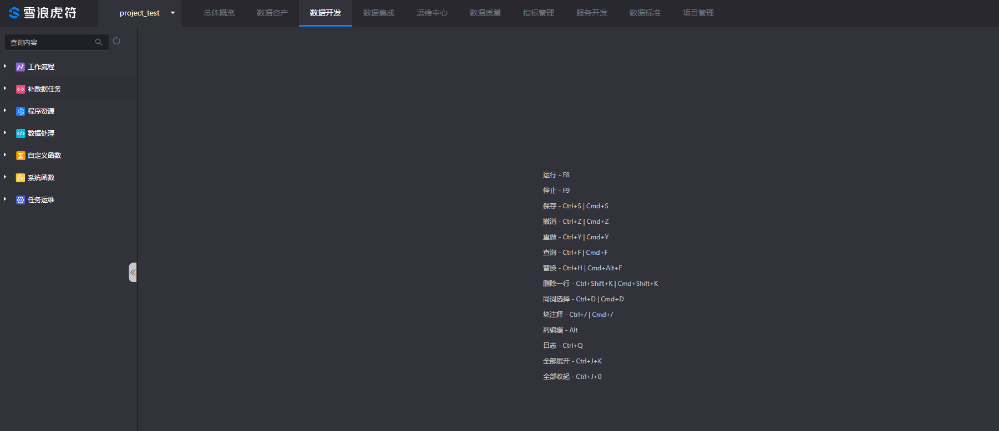 雪浪虎符
project_test
总体概览
数据资产
数据开发
数据集成
运维中心
数据质量
指标管理
服务开发
数据标准
项目管理
查询内容
工作流程
补数据任务
程序资源
数据处理
自定义函数
系统函数
任务运维
运行 - F8
停止 - F9
保存 - Ctrl+S | Cmd+S
撤消 - Ctrl+Z | Cmd+Z
重做 - Ctrl+Y | Cmd+Y
查询 - Ctrl+F | Cmd+F
替换 - Ctrl+H | Cmd+Alt+F
删除一行 - Ctrl+Shift+K | Cmd+Shift+K
同词选择 - Ctrl+D | Cmd+D
块注释 - Ctrl+/ | Cmd+/
列编辑 - Alt
日志 - Ctrl+Q
全部展开 - Ctrl+J+K
全部收起 - Ctrl+J+0